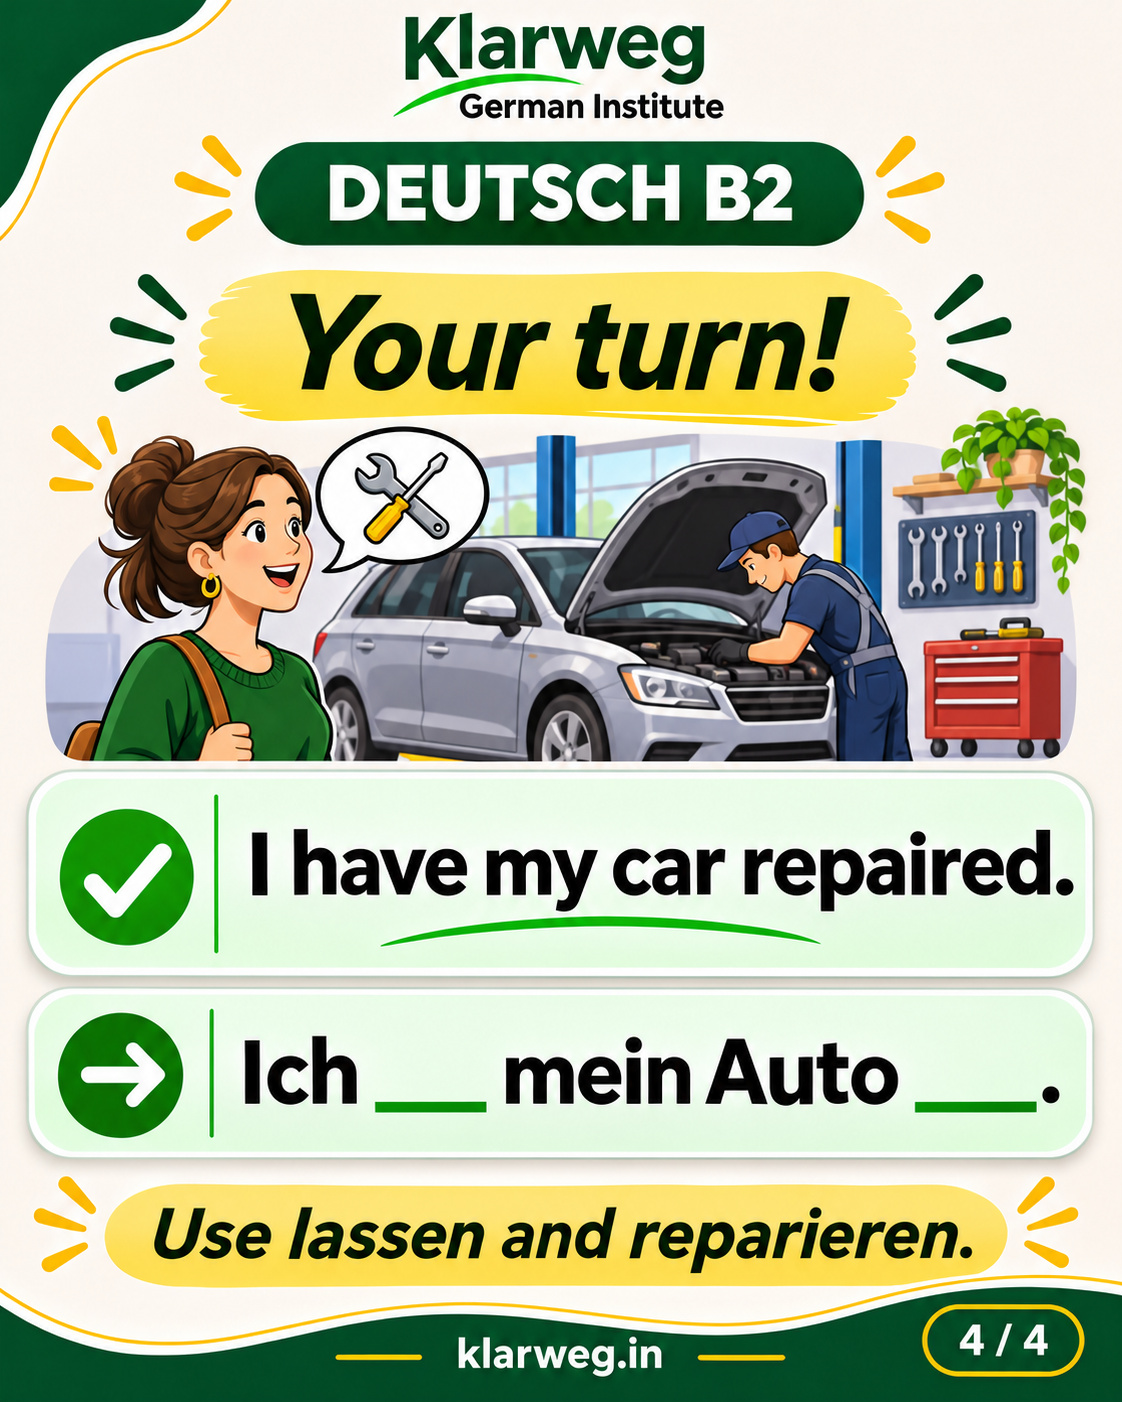 Klarweg
German Institute
DEUTSCH B2
Your turn!
I have my car repaired.
Ich ___ mein Auto ___.
Use lassen and reparieren.
klarweg.in
4 / 4